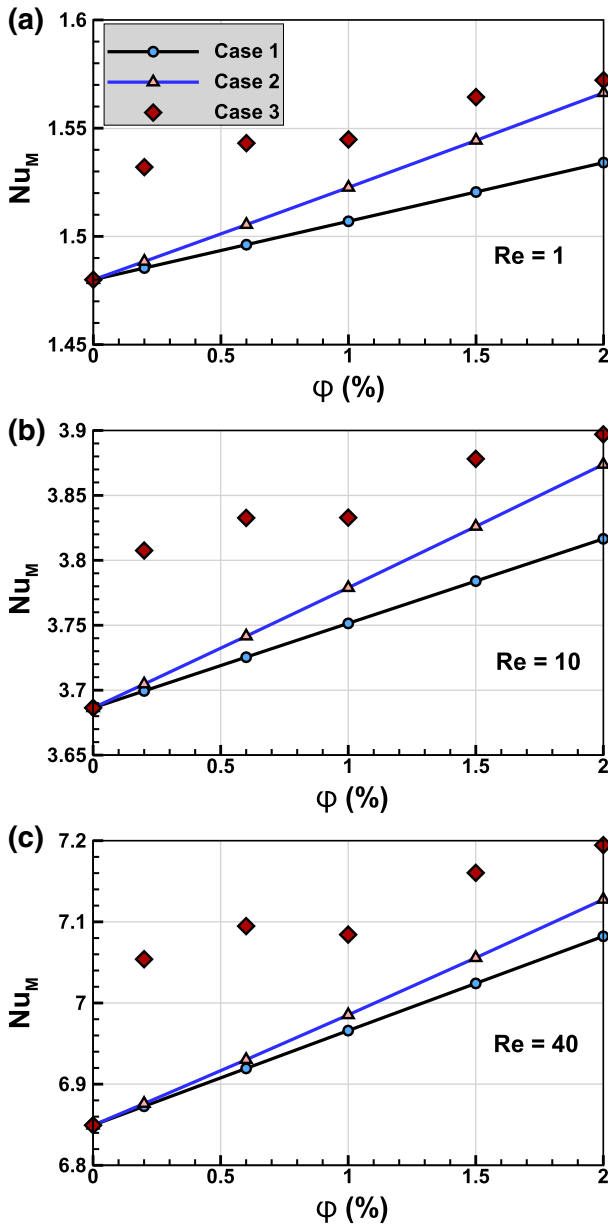 (a)
1.6
1.55
1.5
1.45
Nu_M
Case 1
Case 2
Case 3
Re = 1
0 0.5 1 1.5 2
φ (%)
(b)
3.9
3.85
3.8
3.75
3.7
3.65
Nu_M
Re = 10
0 0.5 1 1.5 2
φ (%)
(c)
7.2
7.1
7
6.9
6.8
Nu_M
Re = 40
0 0.5 1 1.5 2
φ (%)